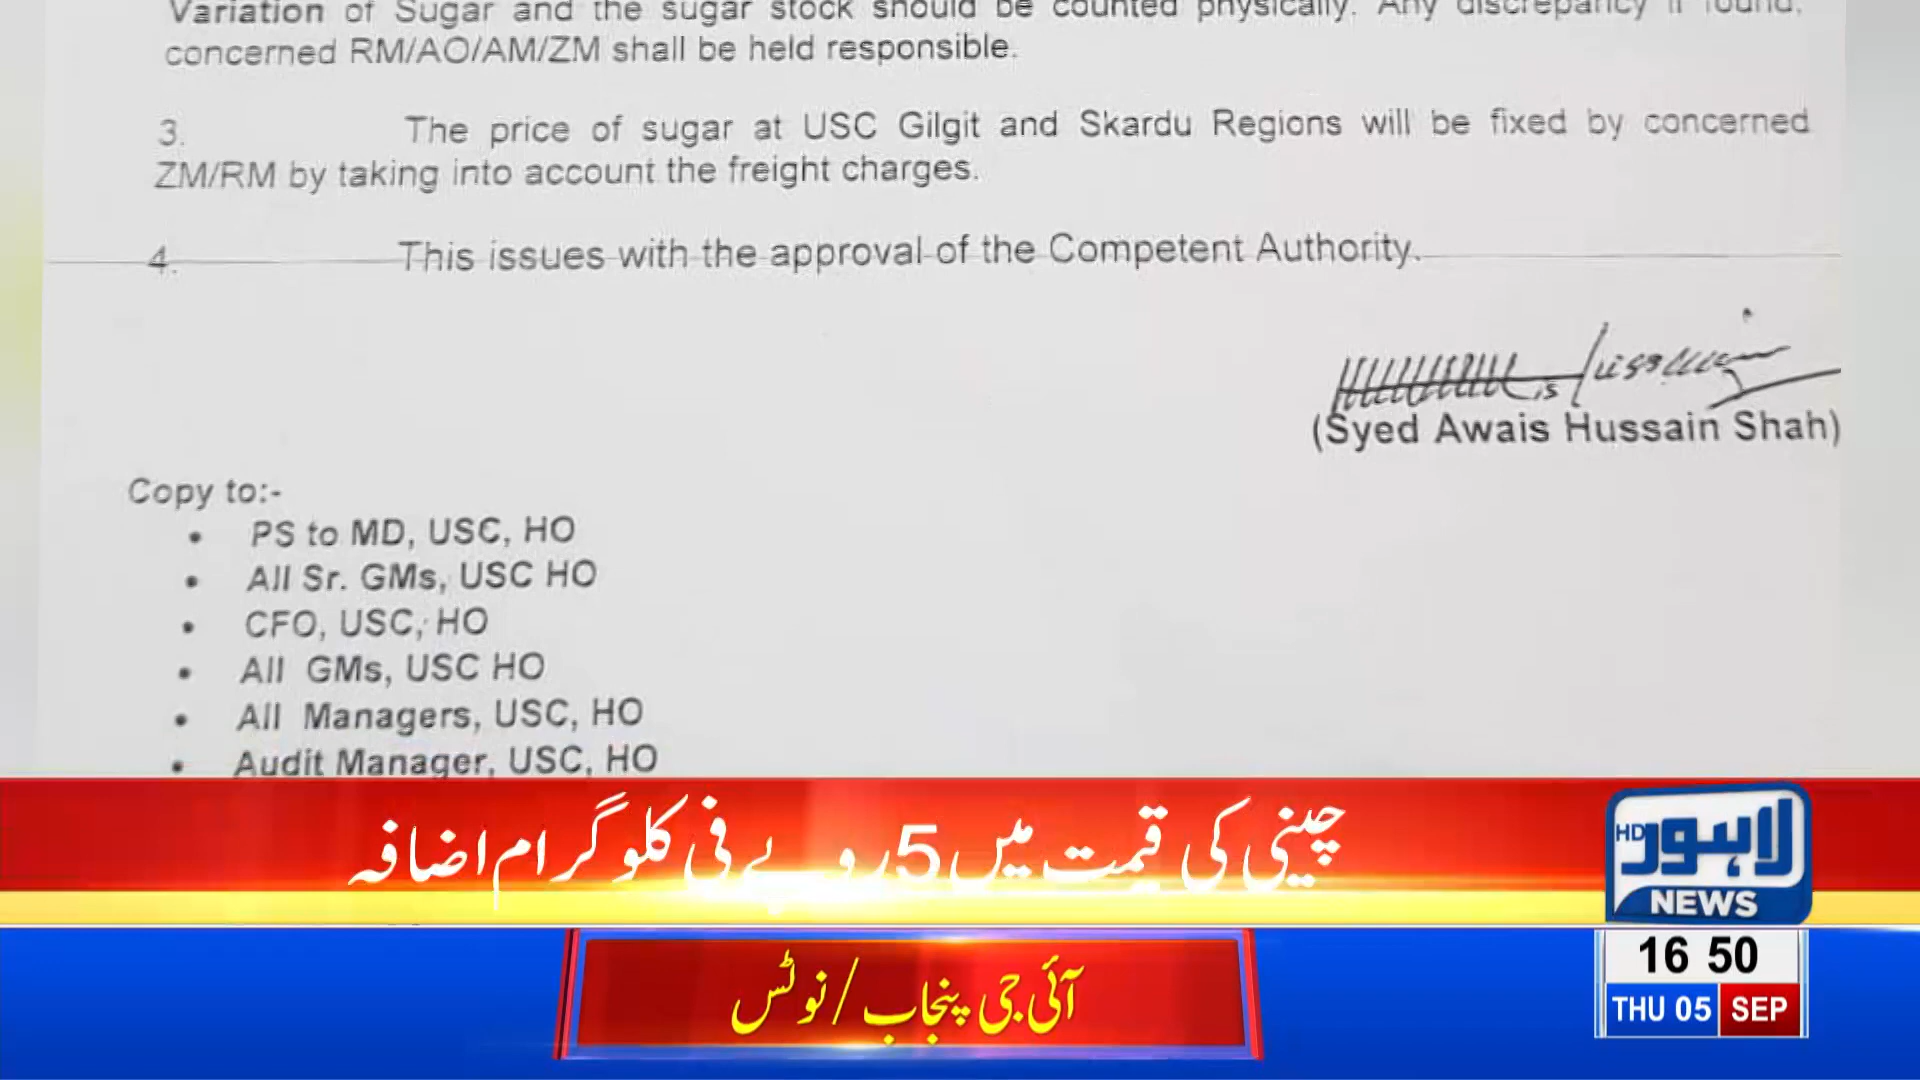 Variation of Sugar and the sugar stock should be counted physically. Any discrepancy if found,
concerned RM/AO/AM/ZM shall be held responsible.
3. The price of sugar at USC Gilgit and Skardu Regions will be fixed by concerned
ZM/RM by taking into account the freight charges.
4. This issues with the approval of the Competent Authority.
(Syed Awais Hussain Shah)
Copy to:-
• PS to MD, USC, HO
• All Sr. GMs, USC HO
• CFO, USC, HO
• All GMs, USC HO
• All Managers, USC, HO
• Audit Manager, USC, HO
چینی کی قیمت میں 5 روپے فی کلو گرام اضافہ
لاہور HD
NEWS
آئی جی پنجاب / نوٹس
16 50
THU 05 SEP